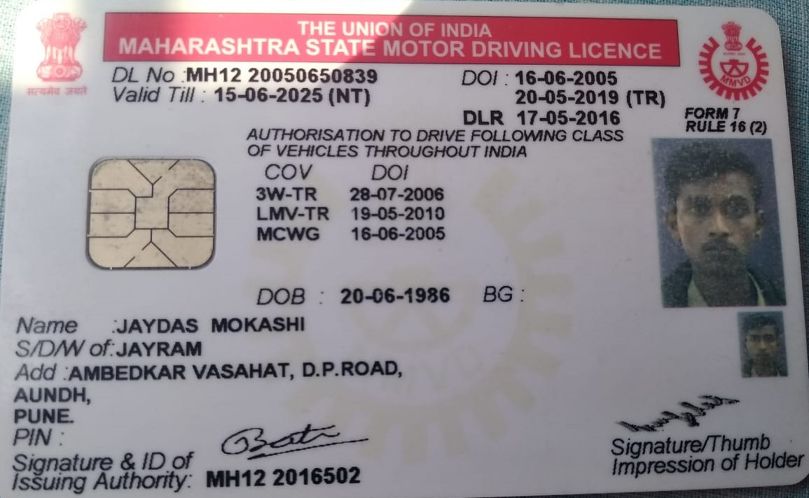 THE UNION OF INDIA
MAHARASHTRA STATE MOTOR DRIVING LICENCE
सत्यमेव जयते
MMVD
DL No : MH12 20050650839 DOI : 16-06-2005
Valid Till : 15-06-2025 (NT) 20-05-2019 (TR)
DLR 17-05-2016
FORM 7
RULE 16 (2)
AUTHORISATION TO DRIVE FOLLOWING CLASS
OF VEHICLES THROUGHOUT INDIA
COV DOI
3W-TR 28-07-2006
LMV-TR 19-05-2010
MCWG 16-06-2005
DOB : 20-06-1986 BG :
Name : JAYDAS MOKASHI
S/D/W of: JAYRAM
Add : AMBEDKAR VASAHAT, D.P.ROAD,
AUNDH,
PUNE.
PIN :
Signature & ID of
Issuing Authority: MH12 2016502
Signature/Thumb
Impression of Holder
MMVD